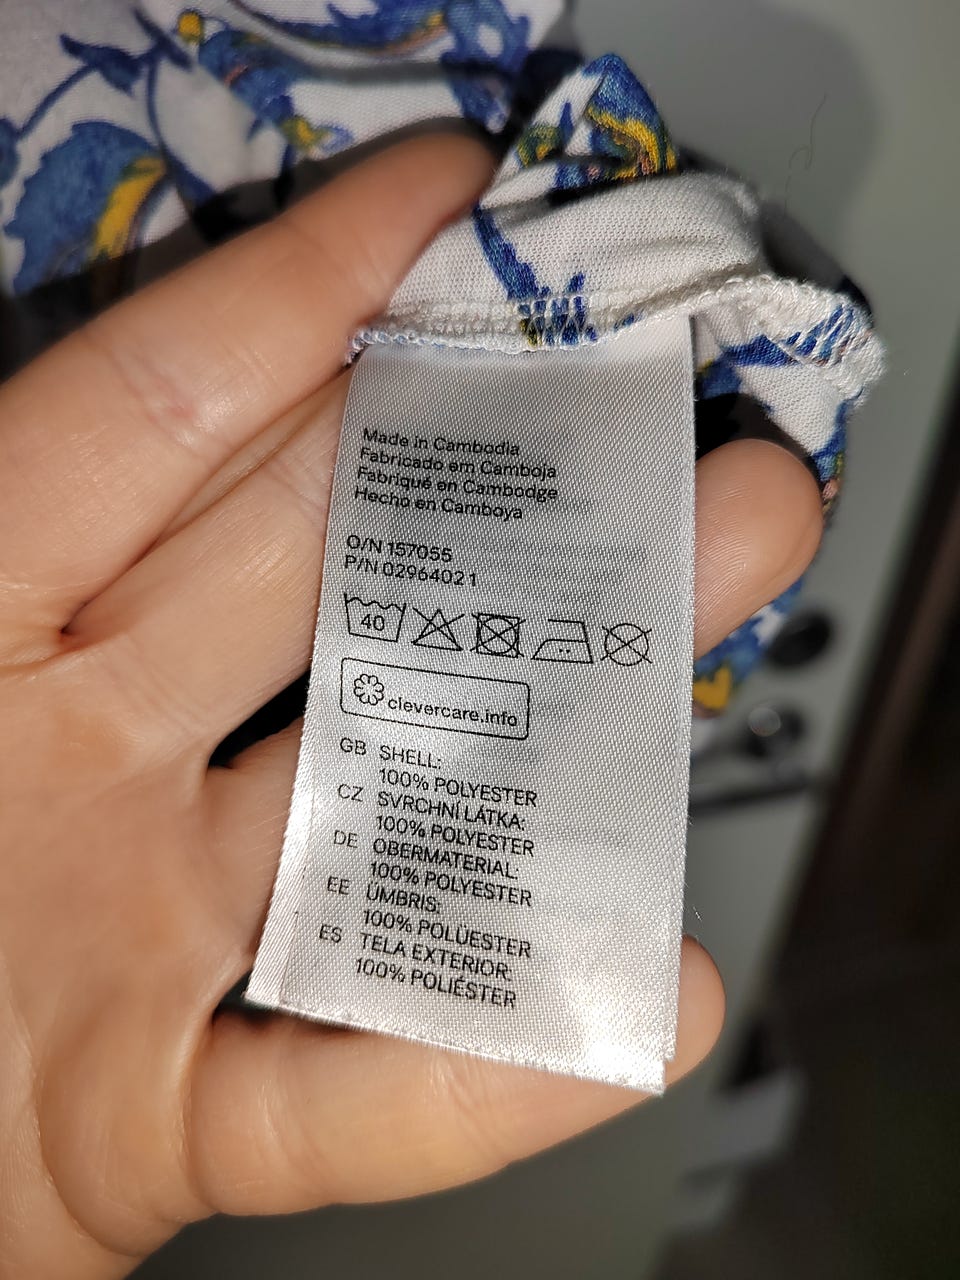 Made in Cambodia
Fabricado em Camboja
Fabriqué en Cambodge
Hecho en Camboya
O/N 157055
P/N 02964021
40
clevercare.info
GB SHELL:
100% POLYESTER
CZ SVRCHNÍ LÁTKA:
100% POLYESTER
DE OBERMATERIAL
100% POLYESTER
EE UMBRIS:
100% POLÜESTER
ES TELA EXTERIOR:
100% POLIÉSTER